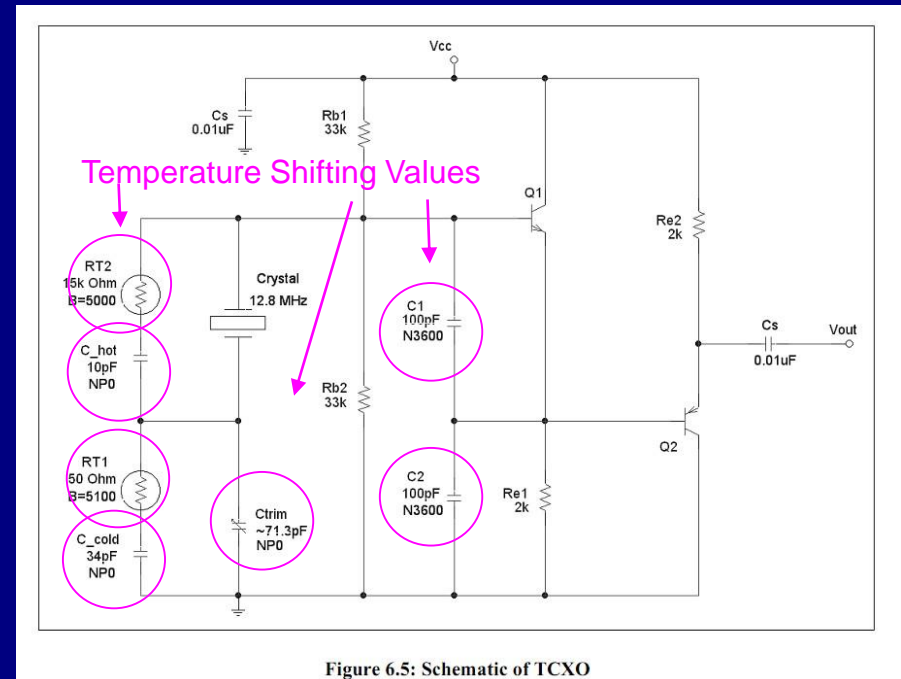 Vcc
Cs
0.01uF
Rb1
33k
Temperature Shifting Values
Q1
Re2
2k
RT2
15k Ohm
B=5000
Crystal
12.8 MHz
C1
100pF
N3600
Cs
0.01uF
Vout
C_hot
10pF
NP0
Rb2
33k
Q2
RT1
50 Ohm
B=5100
C2
100pF
N3600
Re1
2k
Ctrim
~71.3pF
NP0
C_cold
34pF
NP0
Figure 6.5: Schematic of TCXO